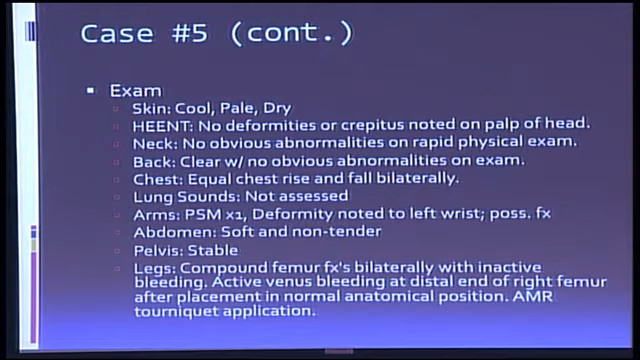 Case #5 (cont.)
Exam
Skin: Cool, Pale, Dry
HEENT: No deformities or crepitus noted on palp of head.
Neck: No obvious abnormalities on rapid physical exam.
Back: Clear w/ no obvious abnormalities on exam.
Chest: Equal chest rise and fall bilaterally.
Lung Sounds: Not assessed
Arms: PSM x1, Deformity noted to left wrist; poss. fx
Abdomen: Soft and non-tender
Pelvis: Stable
Legs: Compound femur fx's bilaterally with inactive
bleeding. Active venus bleeding at distal end of right femur
after placement in normal anatomical position. AMR
tourniquet application.